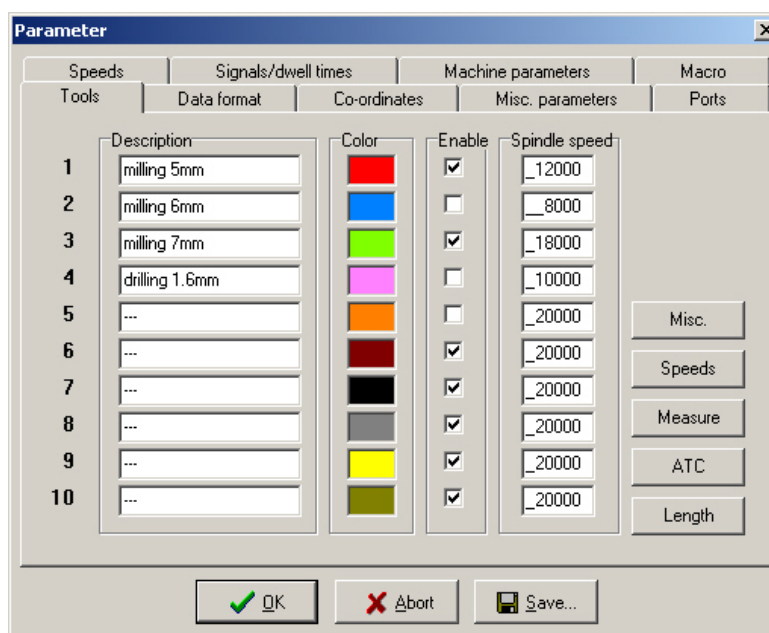 Parameter
Speeds Signals/dwell times Machine parameters Macro
Tools Data format Co-ordinates Misc. parameters Ports
Description Color Enable Spindle speed
1 milling 5mm _12000
2 milling 6mm __8000
3 milling 7mm _18000
4 drilling 1.6mm _10000
5 --- _20000 Misc.
6 --- _20000
Speeds
7 --- _20000
8 --- _20000 Measure
9 --- _20000 ATC
10 --- _20000
Length
OK Abort Save...